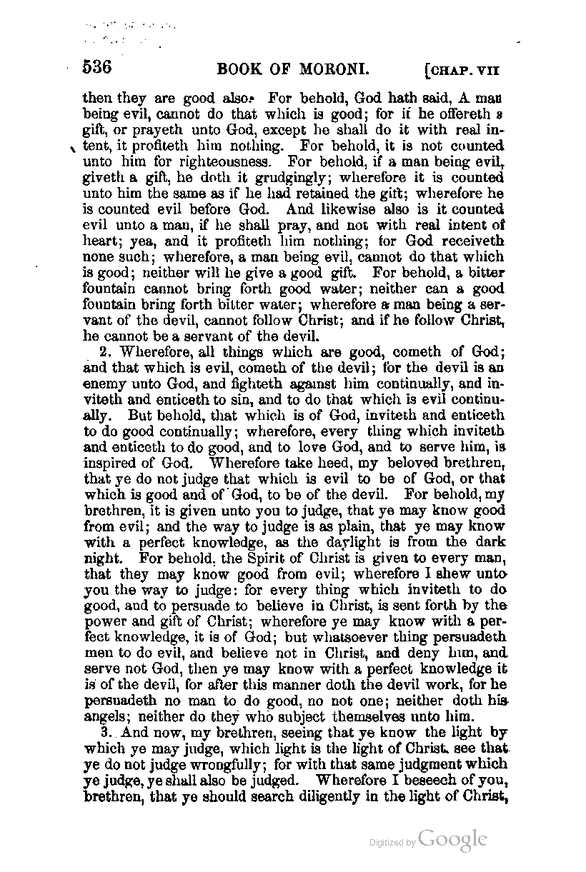 536 BOOK OF MORONI. [CHAP. VII
then they are good also. For behold, God hath said, A man
being evil, cannot do that which is good; for if he offereth a
gift, or prayeth unto God, except he shall do it with real in-
tent, it profiteth him nothing. For behold, it is not counted
unto him for righteousness. For behold, if a man being evil,
giveth a gift, he doth it grudgingly; wherefore it is counted
unto him the same as if he had retained the gift; wherefore he
is counted evil before God. And likewise also is it counted
evil unto a man, if he shall pray, and not with real intent of
heart; yea, and it profiteth him nothing; for God receiveth
none such; wherefore, a man being evil, cannot do that which
is good; neither will he give a good gift. For behold, a bitter
fountain cannot bring forth good water; neither can a good
fountain bring forth bitter water; wherefore a man being a ser-
vant of the devil, cannot follow Christ; and if he follow Christ,
he cannot be a servant of the devil.
2. Wherefore, all things which are good, cometh of God;
and that which is evil, cometh of the devil; for the devil is an
enemy unto God, and fighteth against him continually, and in-
viteth and enticeth to sin, and to do that which is evil continu-
ally. But behold, that which is of God, inviteth and enticeth
to do good continually; wherefore, every thing which inviteth
and enticeth to do good, and to love God, and to serve him, is
inspired of God. Wherefore take heed, my beloved brethren,
that ye do not judge that which is evil to be of God, or that
which is good and of God, to be of the devil. For behold, my
brethren, it is given unto you to judge, that ye may know good
from evil; and the way to judge is as plain, that ye may know
with a perfect knowledge, as the daylight is from the dark
night. For behold, the Spirit of Christ is given to every man,
that they may know good from evil; wherefore I shew unto
you the way to judge: for every thing which inviteth to do
good, and to persuade to believe in Christ, is sent forth by the
power and gift of Christ; wherefore ye may know with a per-
fect knowledge, it is of God; but whatsoever thing persuadeth
men to do evil, and believe not in Christ, and deny him, and
serve not God, then ye may know with a perfect knowledge it
is of the devil, for after this manner doth the devil work, for he
persuadeth no man to do good, no not one; neither doth his
angels; neither do they who subject themselves unto him.
3. And now, my brethren, seeing that ye know the light by
which ye may judge, which light is the light of Christ, see that
ye do not judge wrongfully; for with that same judgment which
ye judge, ye shall also be judged. Wherefore I beseech of you,
brethren, that ye should search diligently in the light of Christ,
Digitized by Google